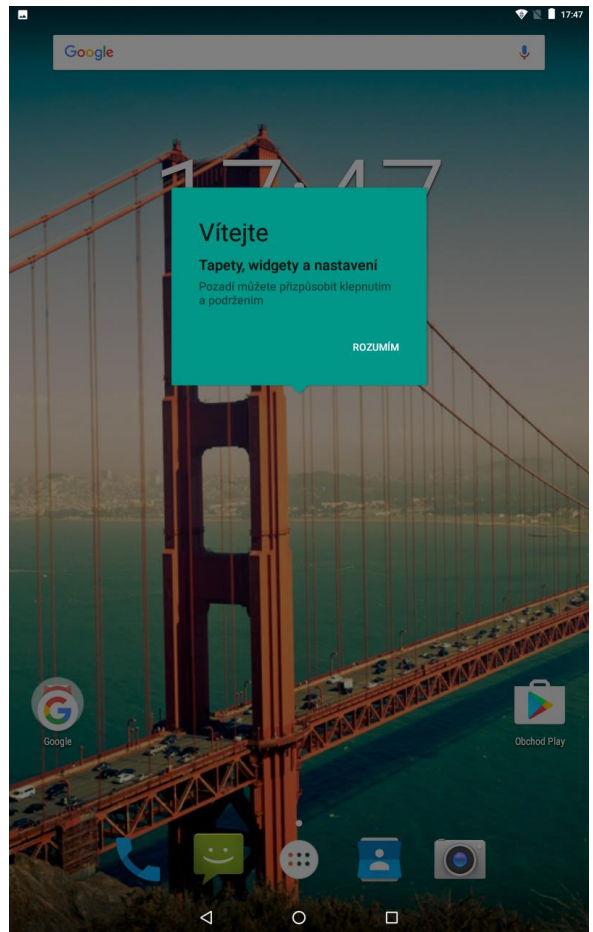 17:47
Google
17:47
Vítejte
Tapety, widgety a nastavení
Pozadí můžete přizpůsobit klepnutím
a podržením
ROZUMÍM
Google
Obchod Play